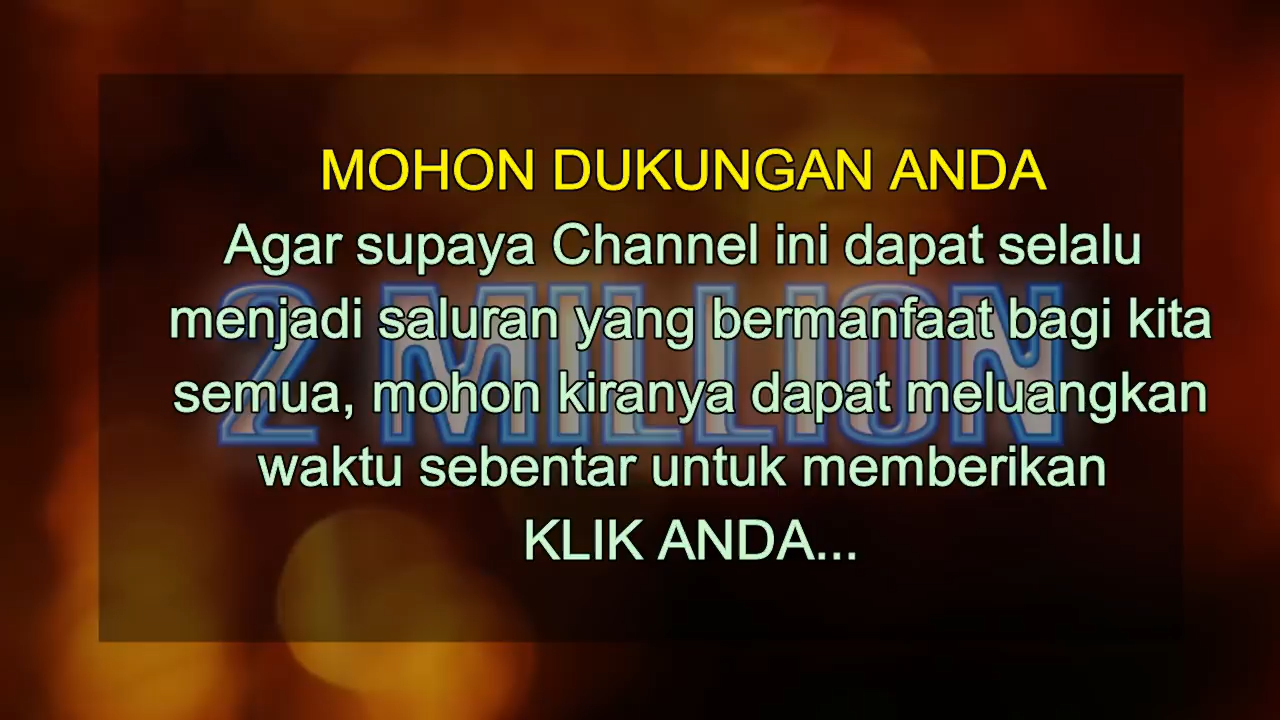 MOHON DUKUNGAN ANDA
Agar supaya Channel ini dapat selalu
menjadi saluran yang bermanfaat bagi kita
semua, mohon kiranya dapat meluangkan
waktu sebentar untuk memberikan
KLIK ANDA...
2 MILLION